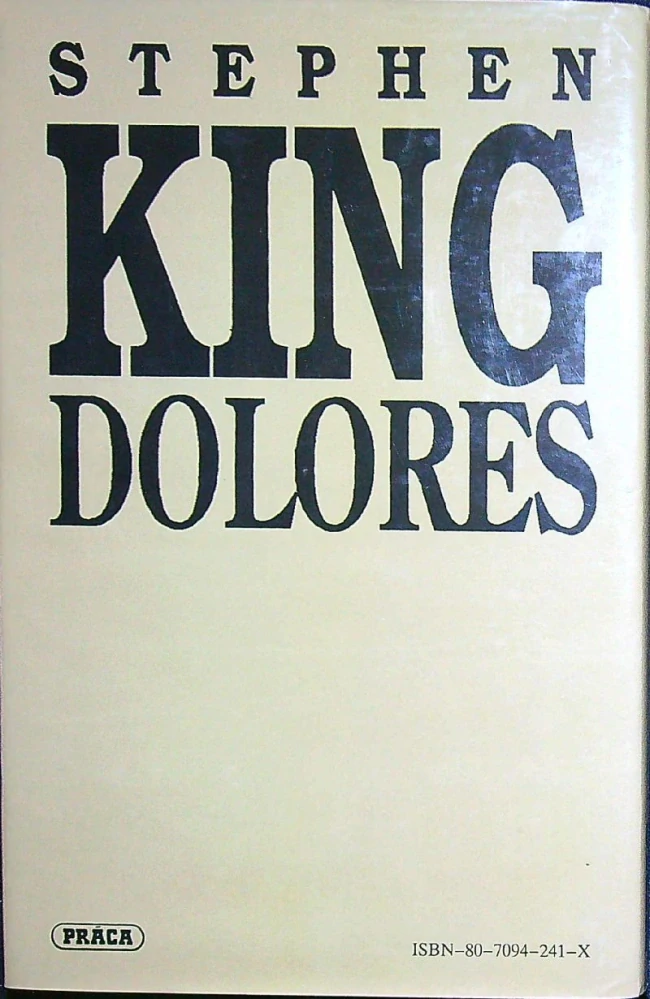 STEPHEN
KING
DOLORES
PRÁCA
ISBN–80–7094–241–X